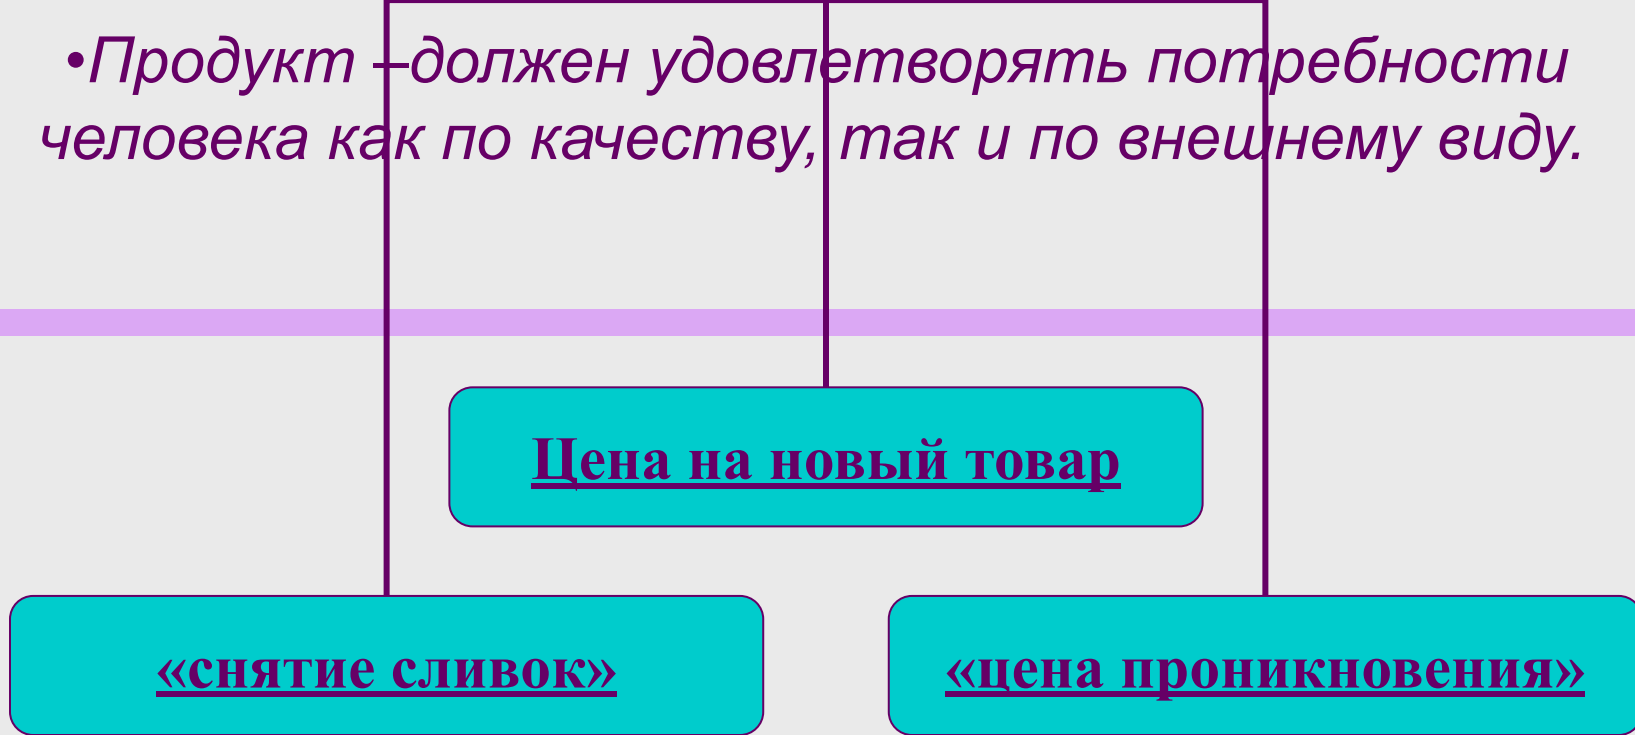 •Продукт –должен удовлетворять потребности
человека как по качеству, так и по внешнему виду.
Цена на новый товар
«снятие сливок»
«цена проникновения»